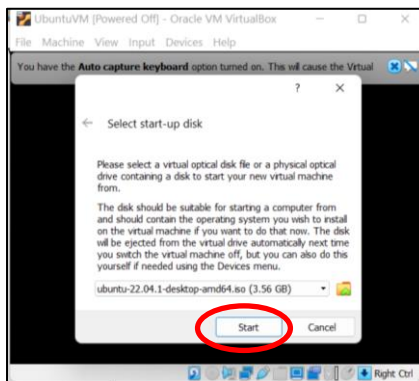 UbuntuVM [Powered Off] - Oracle VM VirtualBox
File Machine View Input Devices Help
You have the Auto capture keyboard option turned on. This will cause the Virtual
?
Select start-up disk
Please select a virtual optical disk file or a physical optical
drive containing a disk to start your new virtual machine
from.
The disk should be suitable for starting a computer from
and should contain the operating system you wish to install
on the virtual machine if you want to do that now. The disk
will be ejected from the virtual drive automatically next time
you switch the virtual machine off, but you can also do this
yourself if needed using the Devices menu.
ubuntu-22.04.1-desktop-amd64.iso (3.56 GB)
Start Cancel
Right Ctrl